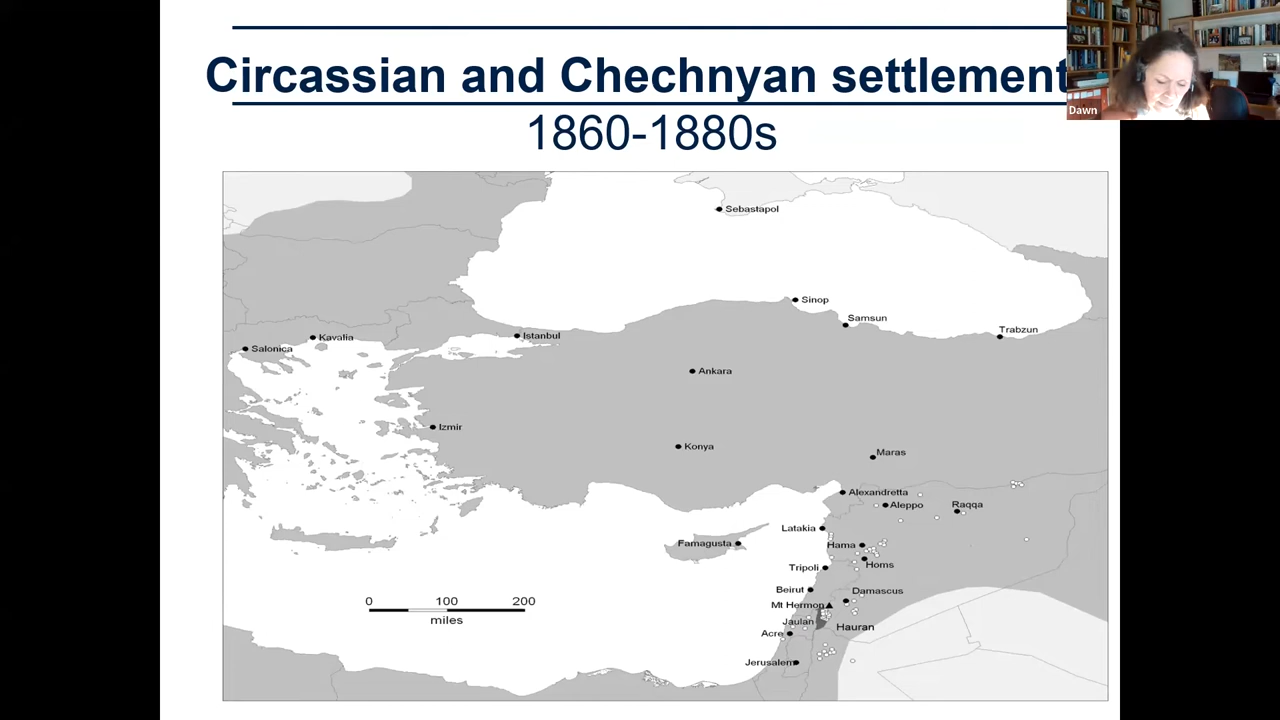 Circassian and Chechnyan settlement
1860-1880s
Dawn
Sebastapol
Sinop
Samsun
Trabzun
Kavalia
Istanbul
Salonica
Ankara
Izmir
Konya
Maras
Alexandretta
Aleppo
Raqqa
Latakia
Famagusta
Hama
Homs
Tripoli
Beirut
Damascus
Mt Hermon
Jaulan
Hauran
Acre
Jerusalem
0 100 200
miles